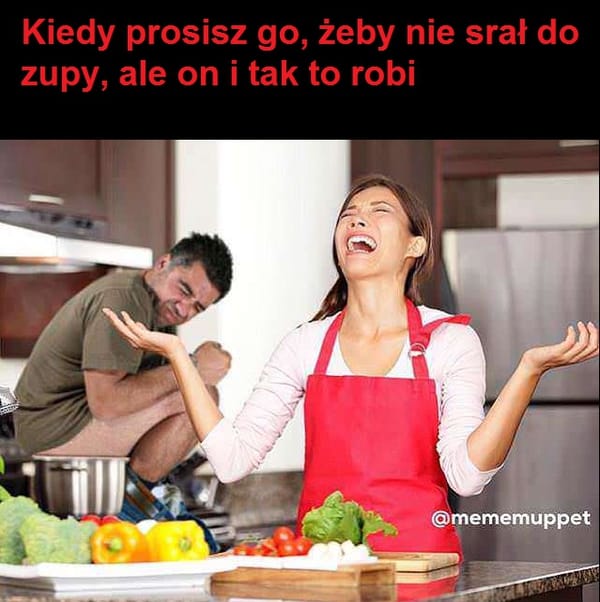 Kiedy prosisz go, żeby nie srał do
zupy, ale on i tak to robi
@mememuppet